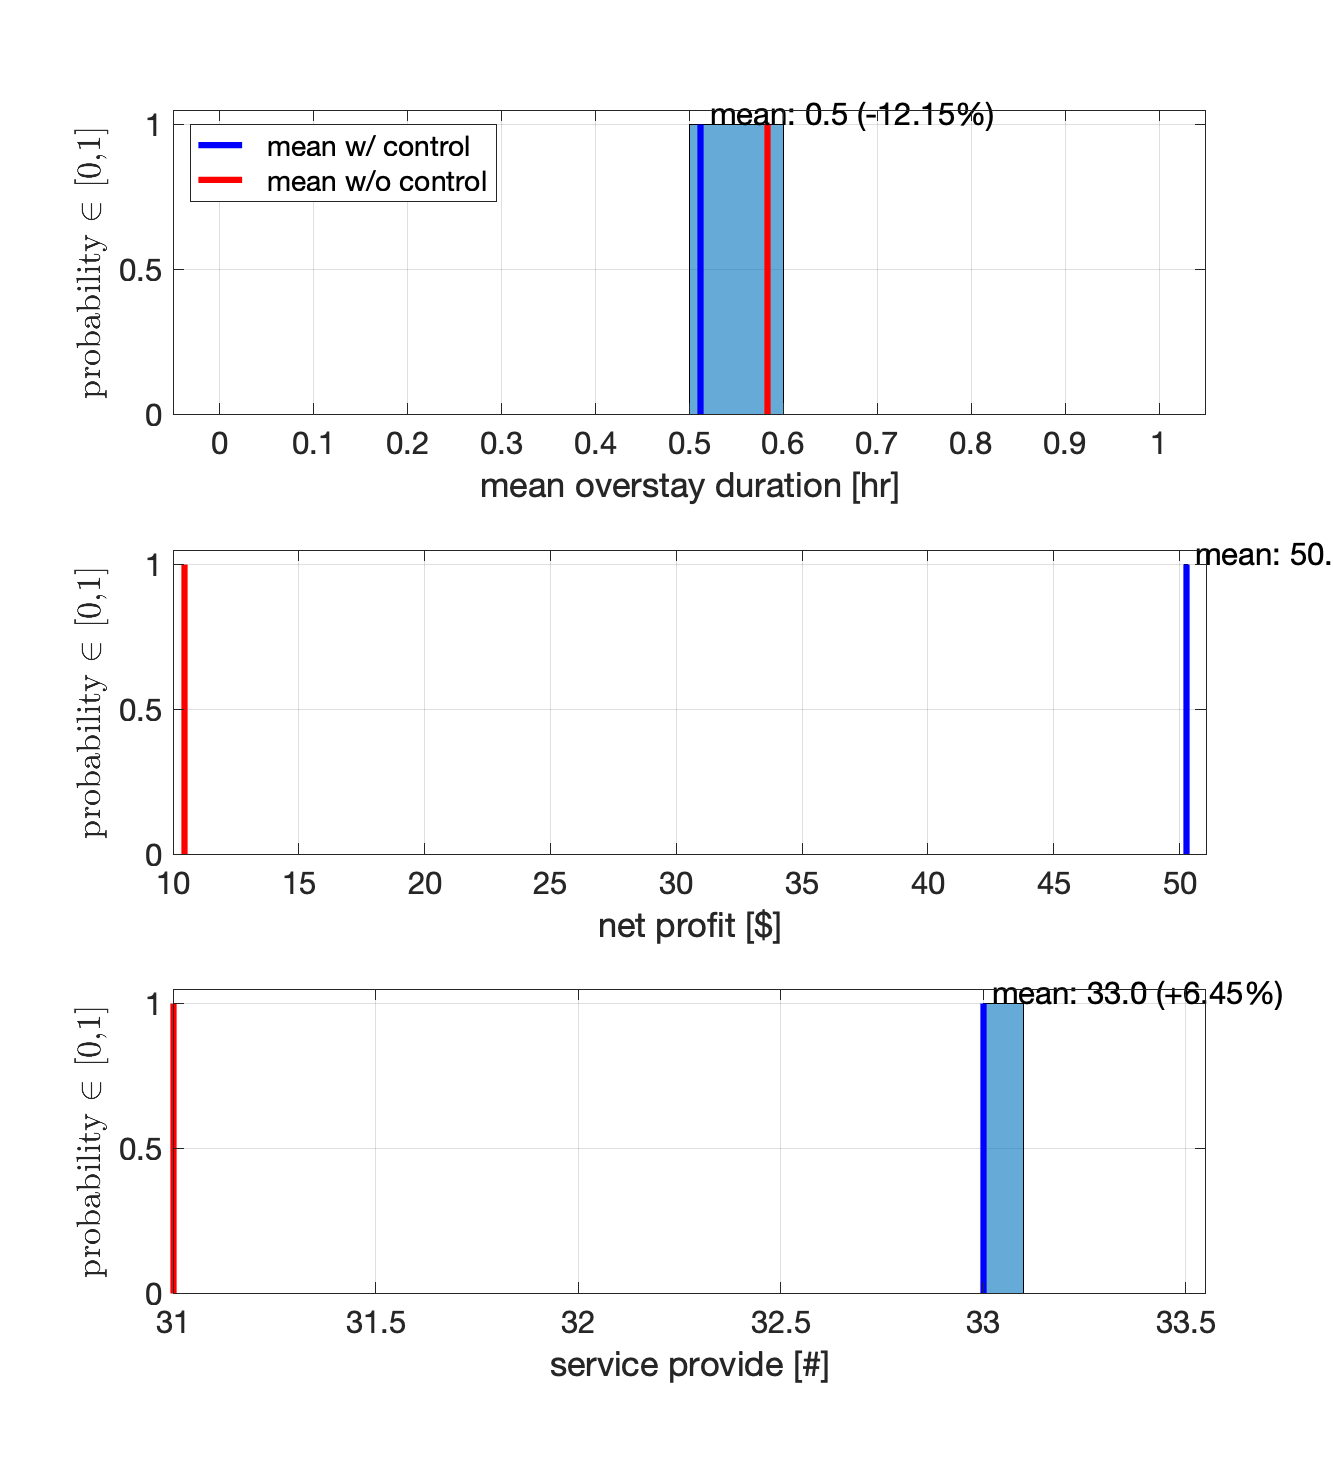 mean: 0.5 (-12.15%)
mean w/ control
mean w/o control
probability ∈ [0,1]
1
0.5
0
0 0.1 0.2 0.3 0.4 0.5 0.6 0.7 0.8 0.9 1
mean overstay duration [hr]
mean: 50.
probability ∈ [0,1]
1
0.5
0
10 15 20 25 30 35 40 45 50
net profit [$]
mean: 33.0 (+6.45%)
probability ∈ [0,1]
1
0.5
0
31 31.5 32 32.5 33 33.5
service provide [#]